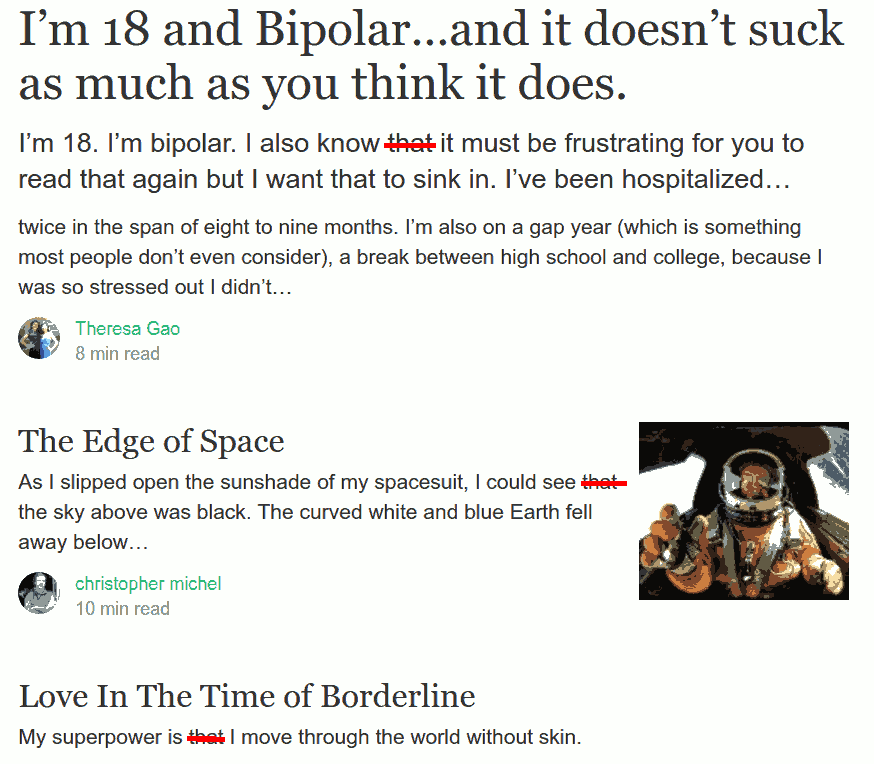 I’m 18 and Bipolar…and it doesn’t suck
as much as you think it does.
I’m 18. I’m bipolar. I also know that it must be frustrating for you to
read that again but I want that to sink in. I’ve been hospitalized…
twice in the span of eight to nine months. I’m also on a gap year (which is something
most people don’t even consider), a break between high school and college, because I
was so stressed out I didn’t…
Theresa Gao
8 min read
The Edge of Space
As I slipped open the sunshade of my spacesuit, I could see that
the sky above was black. The curved white and blue Earth fell
away below…
christopher michel
10 min read
Love In The Time of Borderline
My superpower is that I move through the world without skin.